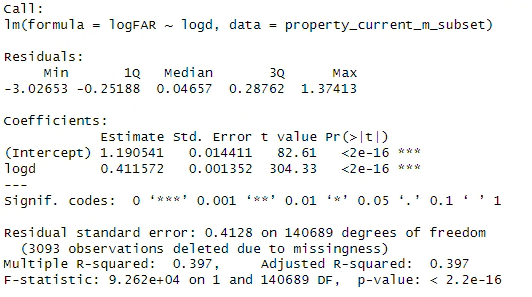 Call:
lm(formula = logFAR ~ logd, data = property_current_m_subset)
Residuals:
Min 1Q Median 3Q Max
-3.02653 -0.25188 0.04657 0.28762 1.37413
Coefficients:
Estimate Std. Error t value Pr(>|t|)
(Intercept) 1.190541 0.014411 82.61 <2e-16 ***
logd 0.411572 0.001352 304.33 <2e-16 ***
---
Signif. codes: 0 ‘***’ 0.001 ‘**’ 0.01 ‘*’ 0.05 ‘.’ 0.1 ‘ ’ 1
Residual standard error: 0.4128 on 140689 degrees of freedom
(3093 observations deleted due to missingness)
Multiple R-squared: 0.397, Adjusted R-squared: 0.397
F-statistic: 9.262e+04 on 1 and 140689 DF, p-value: < 2.2e-16